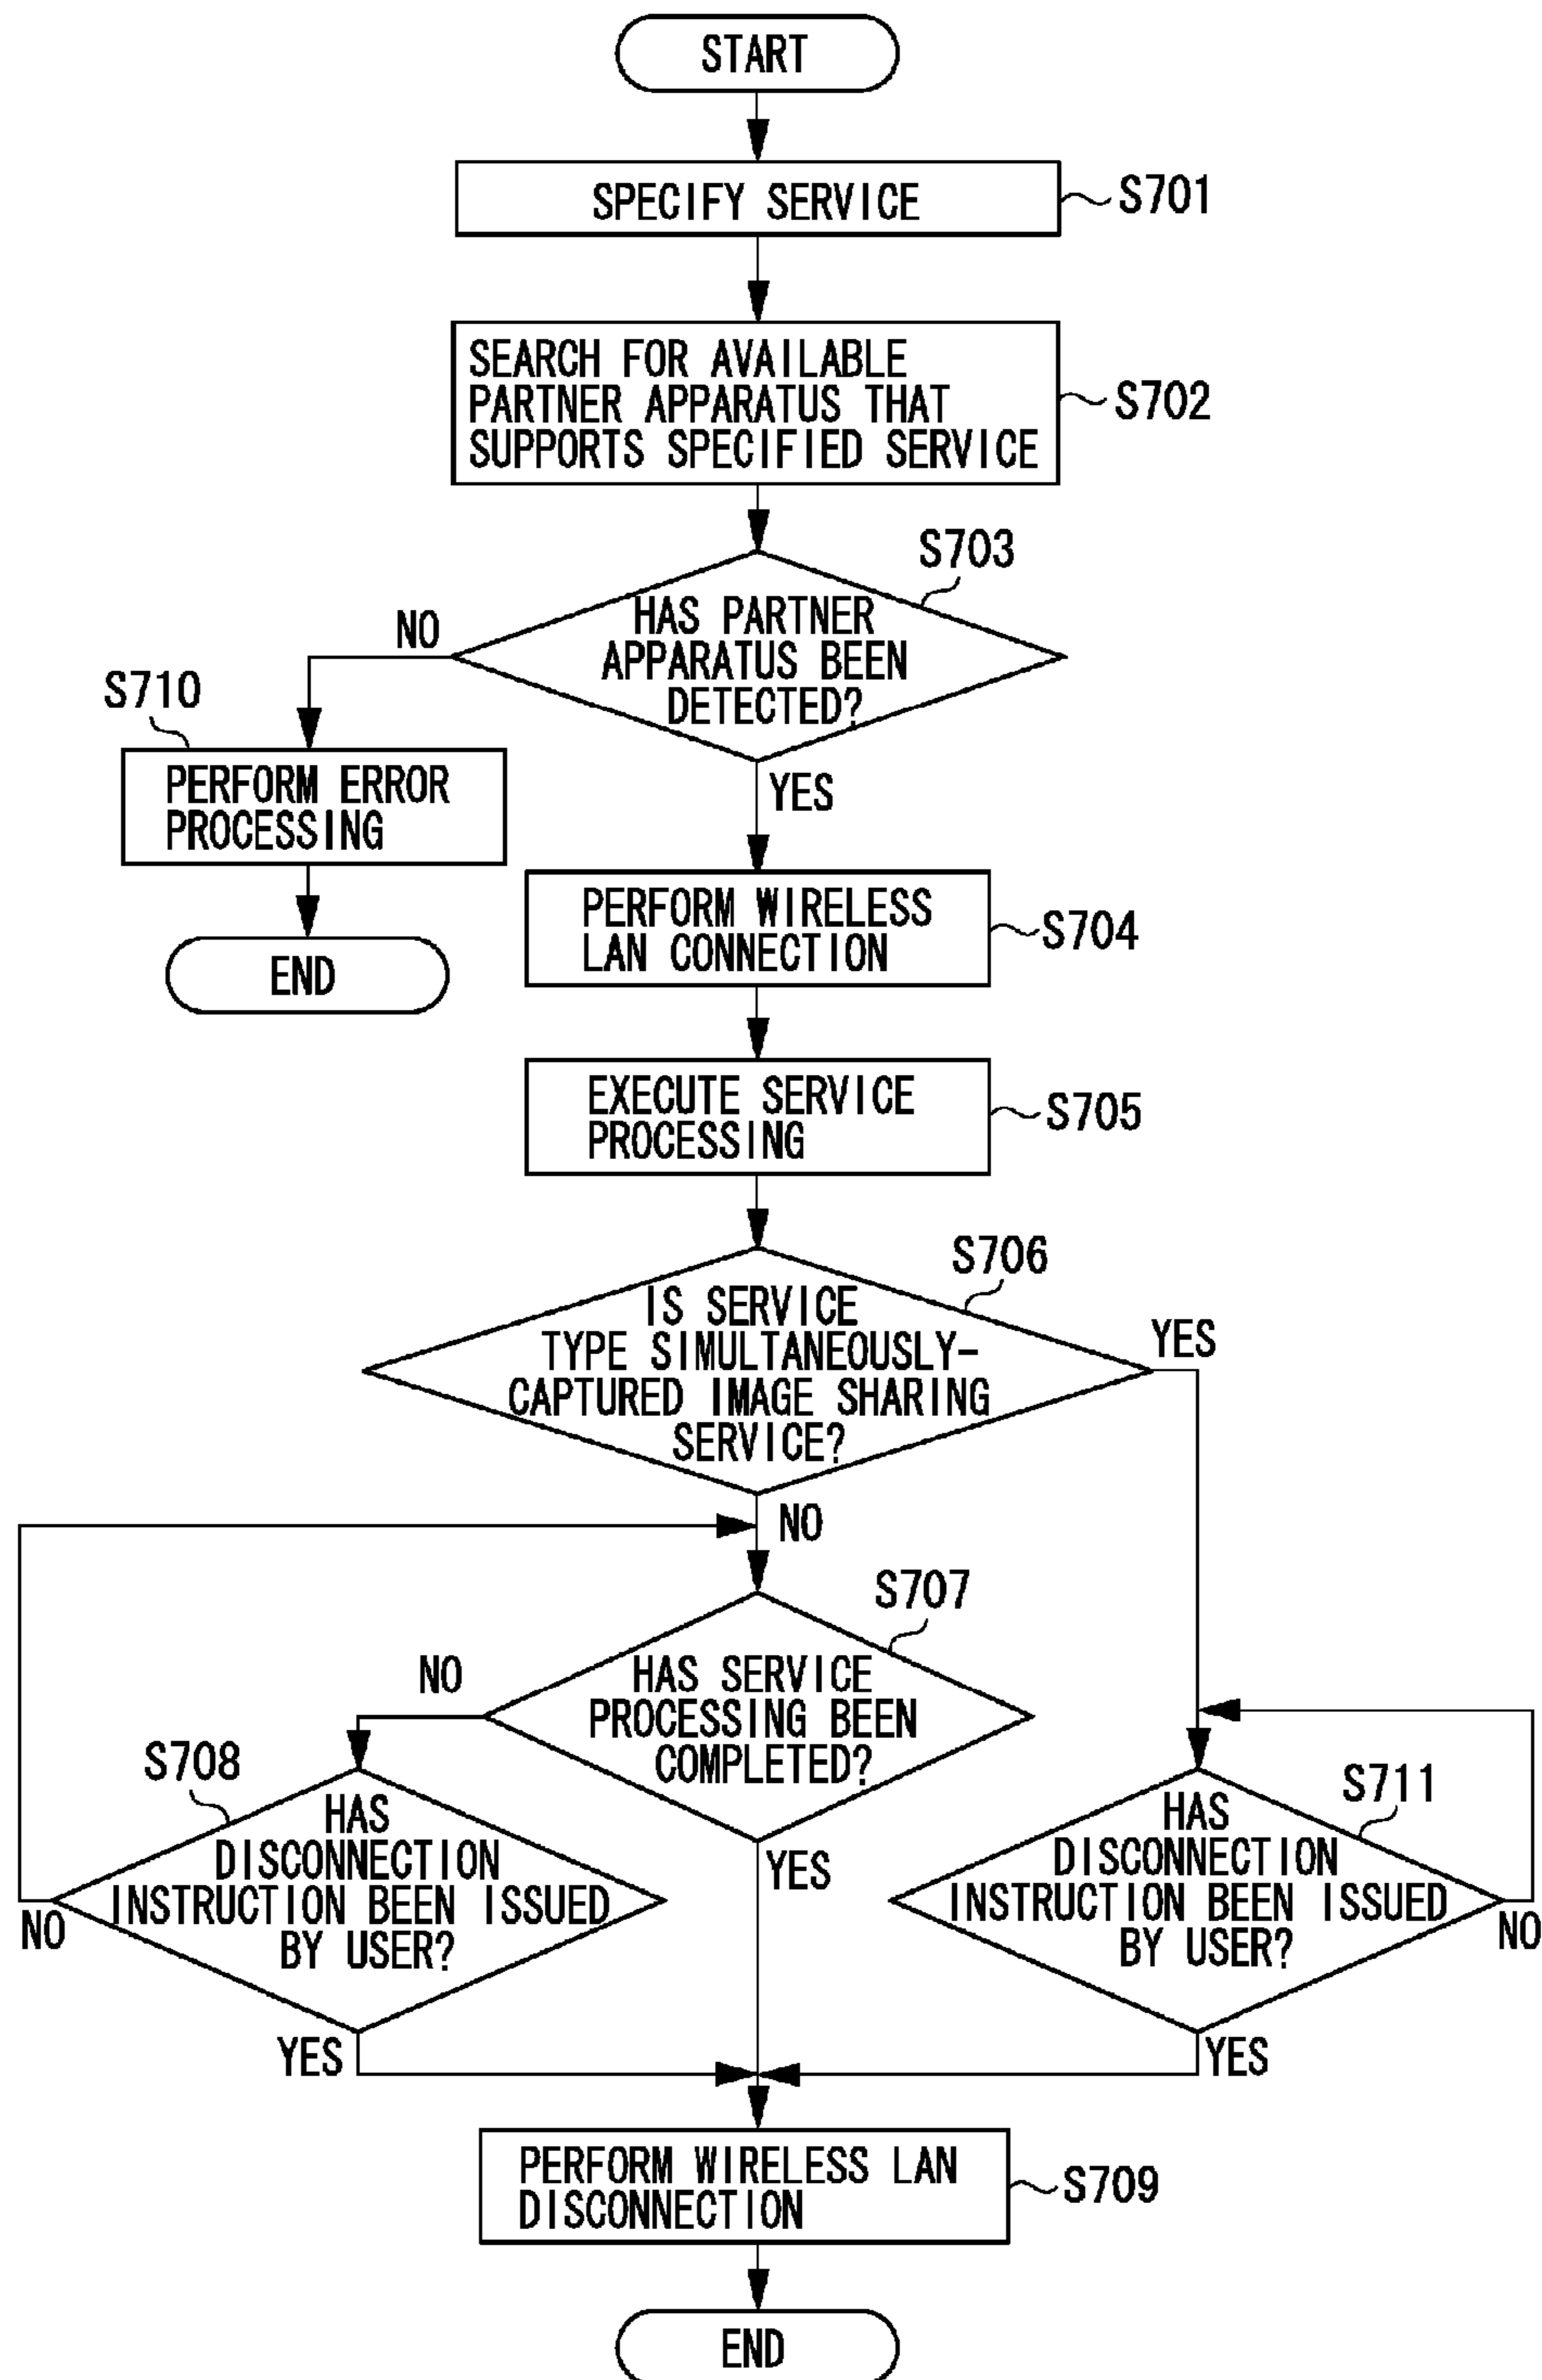 START
SPECIFY SERVICE
S701
SEARCH FOR AVAILABLE
PARTNER APPARATUS THAT
SUPPORTS SPECIFIED SERVICE
S702
S703
HAS PARTNER
APPARATUS BEEN
DETECTED?
NO
YES
S710
PERFORM ERROR
PROCESSING
END
PERFORM WIRELESS
LAN CONNECTION
S704
EXECUTE SERVICE
PROCESSING
S705
S706
IS SERVICE
TYPE SIMULTANEOUSLY-
CAPTURED IMAGE SHARING
SERVICE?
YES
NO
S707
HAS SERVICE
PROCESSING BEEN
COMPLETED?
NO
YES
S708
HAS
DISCONNECTION
INSTRUCTION BEEN ISSUED
BY USER?
NO
YES
S711
HAS
DISCONNECTION
INSTRUCTION BEEN ISSUED
BY USER?
NO
YES
PERFORM WIRELESS LAN
DISCONNECTION
S709
END